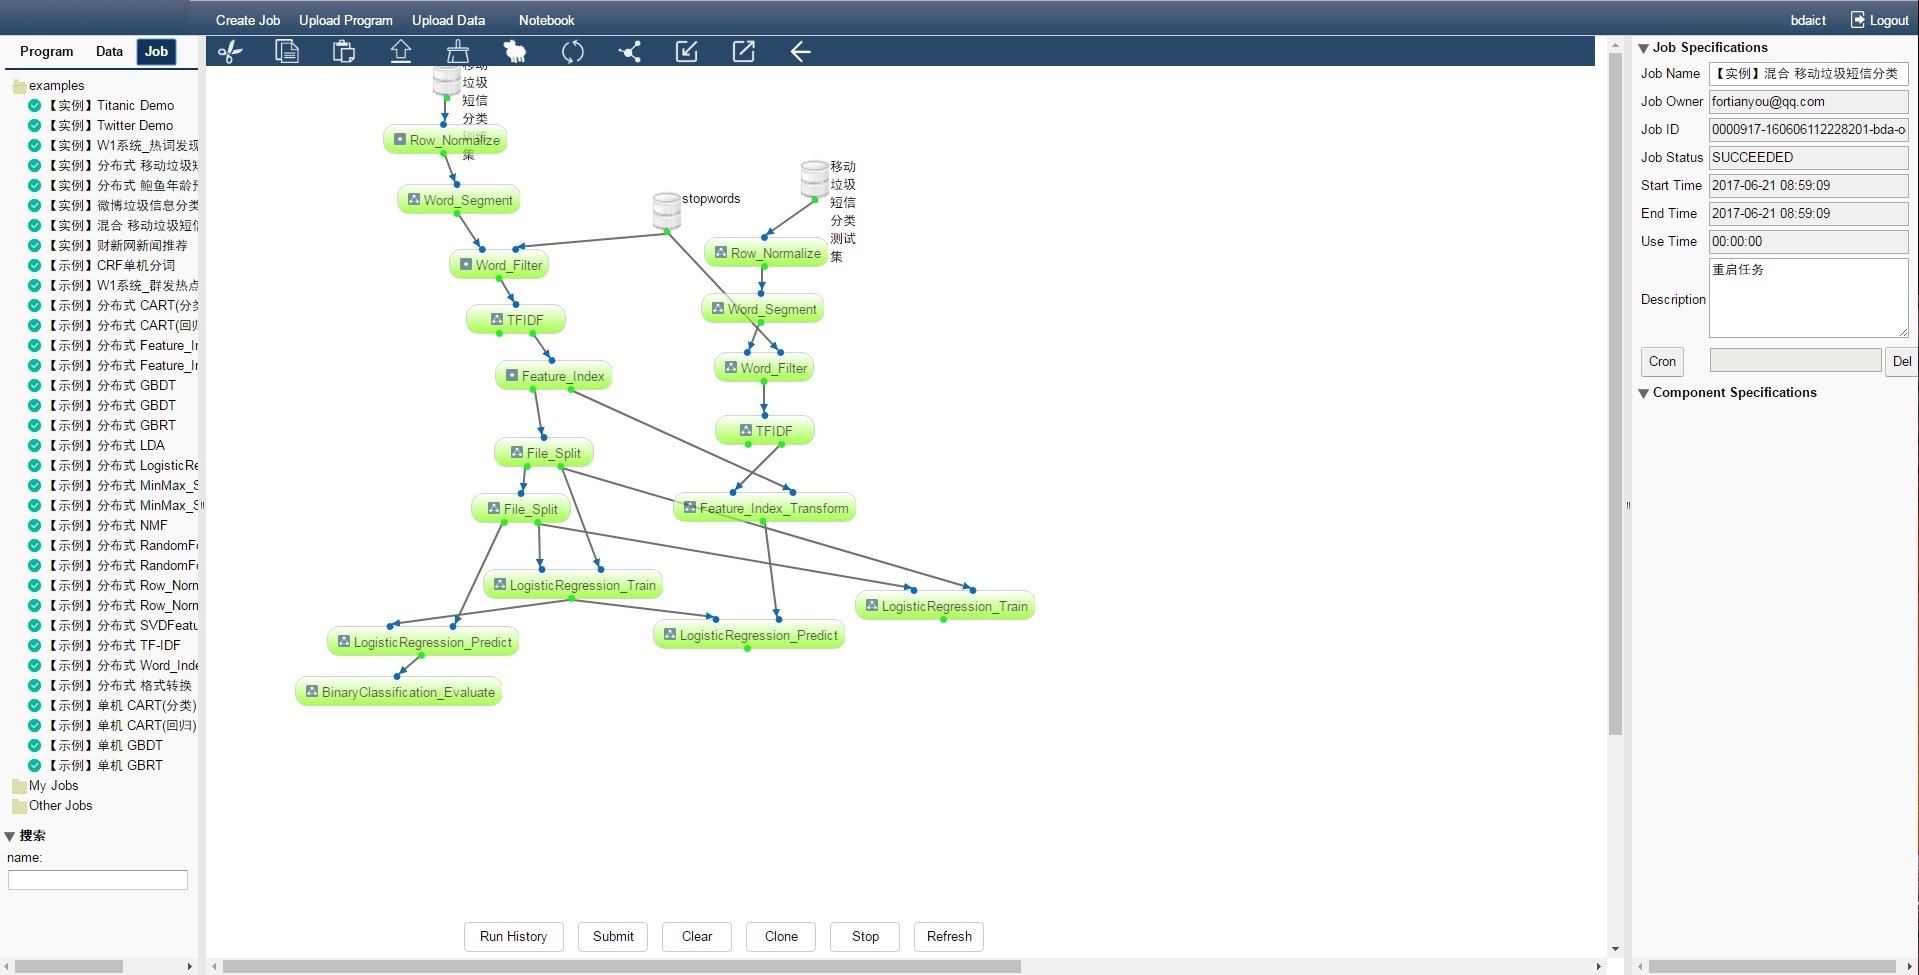 Create Job
Upload Program
Upload Data
Notebook
bdaict
Logout
Program
Data
Job
examples
【实例】Titanic Demo
【实例】Twitter Demo
【实例】W1系统_热词发现
【实例】分布式 移动垃圾
【实例】分布式 鲍鱼年龄
【实例】微博垃圾信息分类
【实例】混合 移动垃圾短信
【实例】财新网新闻推荐
【示例】CRF单机分词
【示例】W1系统_群发热点
【示例】分布式 CART(分类
【示例】分布式 CART(回归
【示例】分布式 Feature_In
【示例】分布式 Feature_In
【示例】分布式 GBDT
【示例】分布式 GBDT
【示例】分布式 GBRT
【示例】分布式 LDA
【示例】分布式 LogisticRe
【示例】分布式 MinMax_S
【示例】分布式 MinMax_S
【示例】分布式 NMF
【示例】分布式 RandomFo
【示例】分布式 RandomFo
【示例】分布式 Row_Norn
【示例】分布式 Row_Norn
【示例】分布式 SVDFeatu
【示例】分布式 TF-IDF
【示例】分布式 Word_Inde
【示例】分布式 格式转换
【示例】单机 CART(分类)
【示例】单机 CART(回归)
【示例】单机 GBDT
【示例】单机 GBRT
My Jobs
Other Jobs
搜索
name:
移动
垃圾
短信
分类
训练
集
Row_Normalize
Word_Segment
stopwords
移动
垃圾
短信
分类
测试
集
Word_Filter
Row_Normalize
TFIDF
Word_Segment
Feature_Index
Word_Filter
TFIDF
File_Split
File_Split
Feature_Index_Transform
LogisticRegression_Train
LogisticRegression_Train
LogisticRegression_Predict
LogisticRegression_Predict
BinaryClassification_Evaluate
Run History
Submit
Clear
Clone
Stop
Refresh
Job Specifications
Job Name 【实例】混合 移动垃圾短信分类
Job Owner fortianyou@qq.com
Job ID 0000917-160606112228201-bda-o
Job Status SUCCEEDED
Start Time 2017-06-21 08:59:09
End Time 2017-06-21 08:59:09
Use Time 00:00:00
Description 重启任务
Cron
Del
Component Specifications